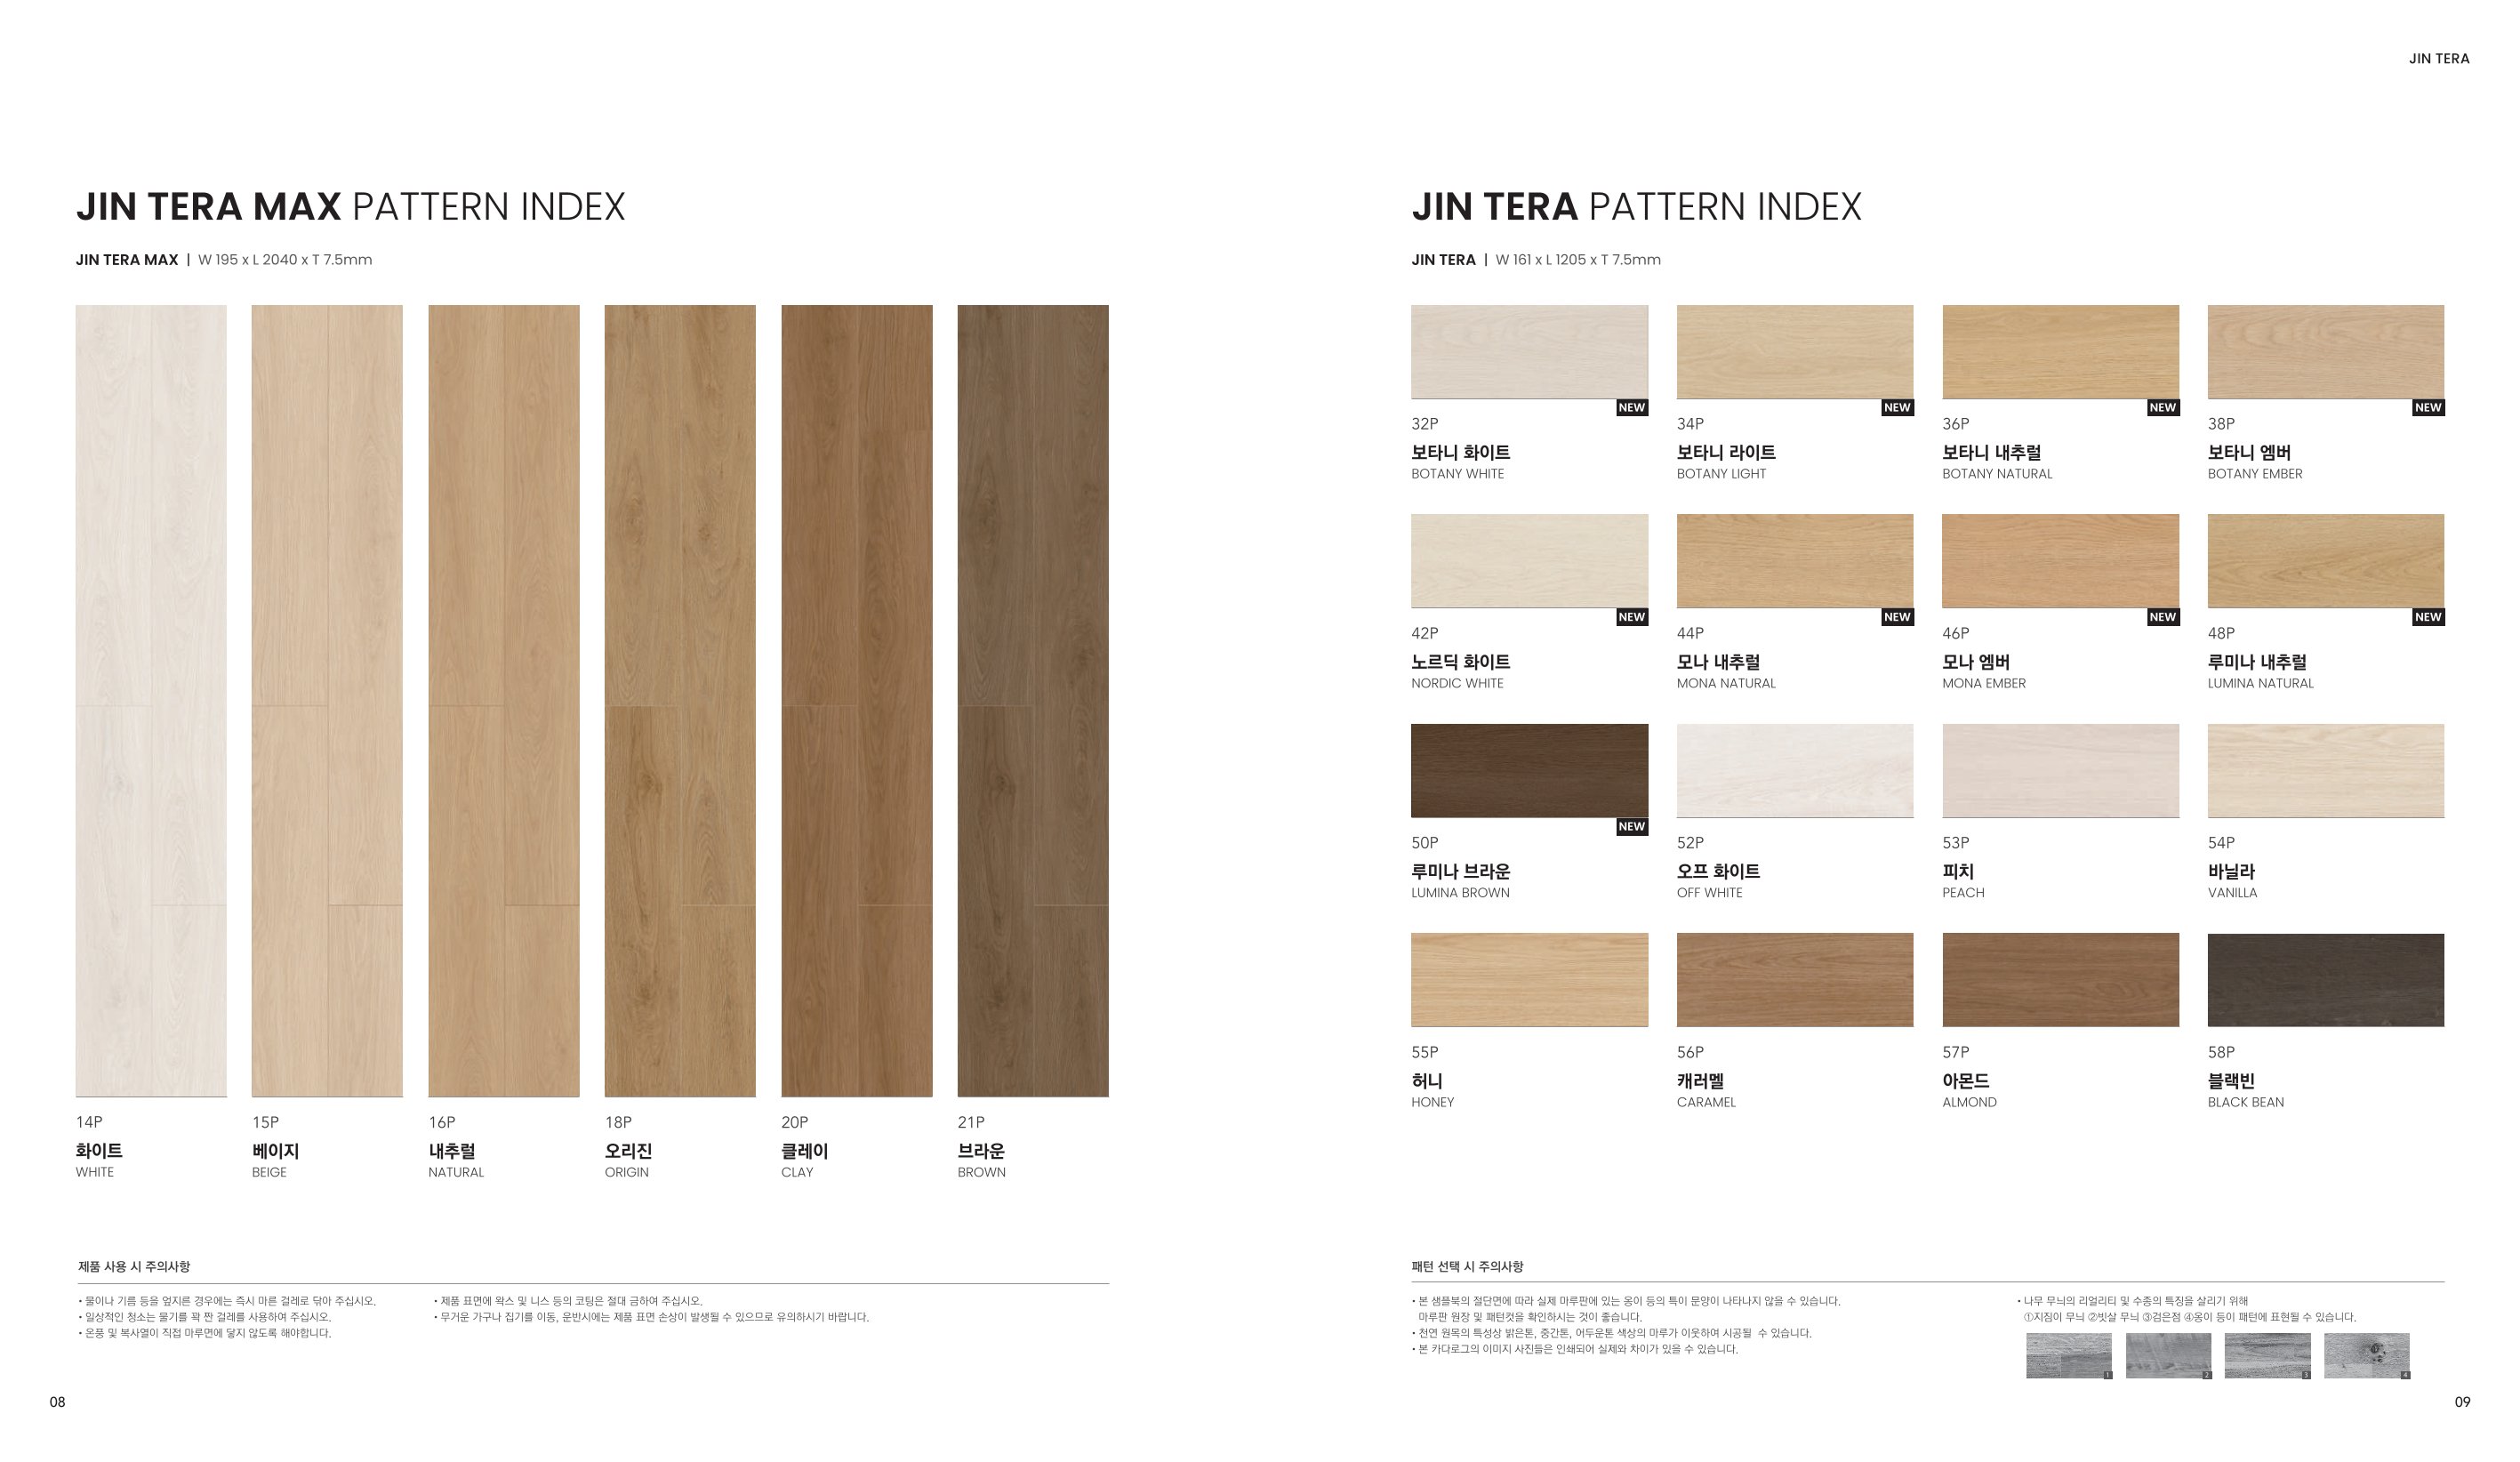 JIN TERA
JIN TERA MAX PATTERN INDEX
JIN TERA MAX | W 195 x L 2040 x T 7.5mm
14P
화이트
WHITE
15P
베이지
BEIGE
16P
내추럴
NATURAL
18P
오리진
ORIGIN
20P
클레이
CLAY
21P
브라운
BROWN
제품 사용 시 주의사항
• 물이나 기름 등을 엎지른 경우에는 즉시 마른 걸레로 닦아 주십시오.
• 일상적인 청소는 물기를 꽉 짠 걸레를 사용하여 주십시오.
• 온풍 및 복사열이 직접 마루면에 닿지 않도록 해야합니다.
• 제품 표면에 왁스 및 니스 등의 코팅은 절대 금하여 주십시오.
• 무거운 가구나 집기를 이동, 운반시에는 제품 표면 손상이 발생될 수 있으므로 유의하시기 바랍니다.
08
JIN TERA PATTERN INDEX
JIN TERA | W 161 x L 1205 x T 7.5mm
NEW
32P
보타니 화이트
BOTANY WHITE
NEW
34P
보타니 라이트
BOTANY LIGHT
NEW
36P
보타니 내추럴
BOTANY NATURAL
NEW
38P
보타니 엠버
BOTANY EMBER
NEW
42P
노르딕 화이트
NORDIC WHITE
NEW
44P
모나 내추럴
MONA NATURAL
NEW
46P
모나 엠버
MONA EMBER
NEW
48P
루미나 내추럴
LUMINA NATURAL
NEW
50P
루미나 브라운
LUMINA BROWN
52P
오프 화이트
OFF WHITE
53P
피치
PEACH
54P
바닐라
VANILLA
55P
허니
HONEY
56P
캐러멜
CARAMEL
57P
아몬드
ALMOND
58P
블랙빈
BLACK BEAN
패턴 선택 시 주의사항
• 본 샘플북의 절단면에 따라 실제 마루판에 있는 옹이 등의 특이 문양이 나타나지 않을 수 있습니다.
마루판 원장 및 패턴컷을 확인하시는 것이 좋습니다.
• 천연 원목의 특성상 밝은톤, 중간톤, 어두운톤 색상의 마루가 이웃하여 시공될 수 있습니다.
• 본 카다로그의 이미지 사진들은 인쇄되어 실제와 차이가 있을 수 있습니다.
• 나무 무늬의 리얼리티 및 수종의 특징을 살리기 위해
①지짐이 무늬 ②빗살 무늬 ③검은점 ④옹이 등이 패턴에 표현될 수 있습니다.
1
2
3
4
09